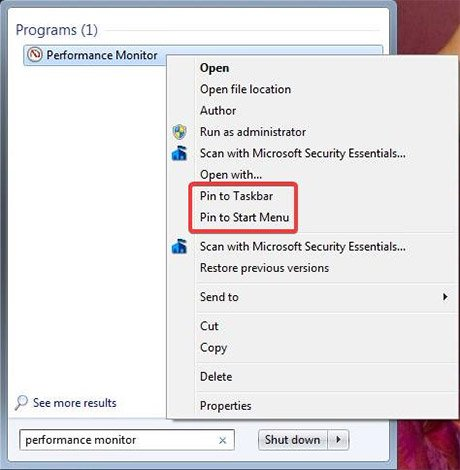 Programs (1)
Performance Monitor
Open
Open file location
Author
Run as administrator
Scan with Microsoft Security Essentials...
Open with...
Pin to Taskbar
Pin to Start Menu
Scan with Microsoft Security Essentials...
Restore previous versions
Send to
Cut
Copy
Delete
Properties
See more results
performance monitor
Shut down